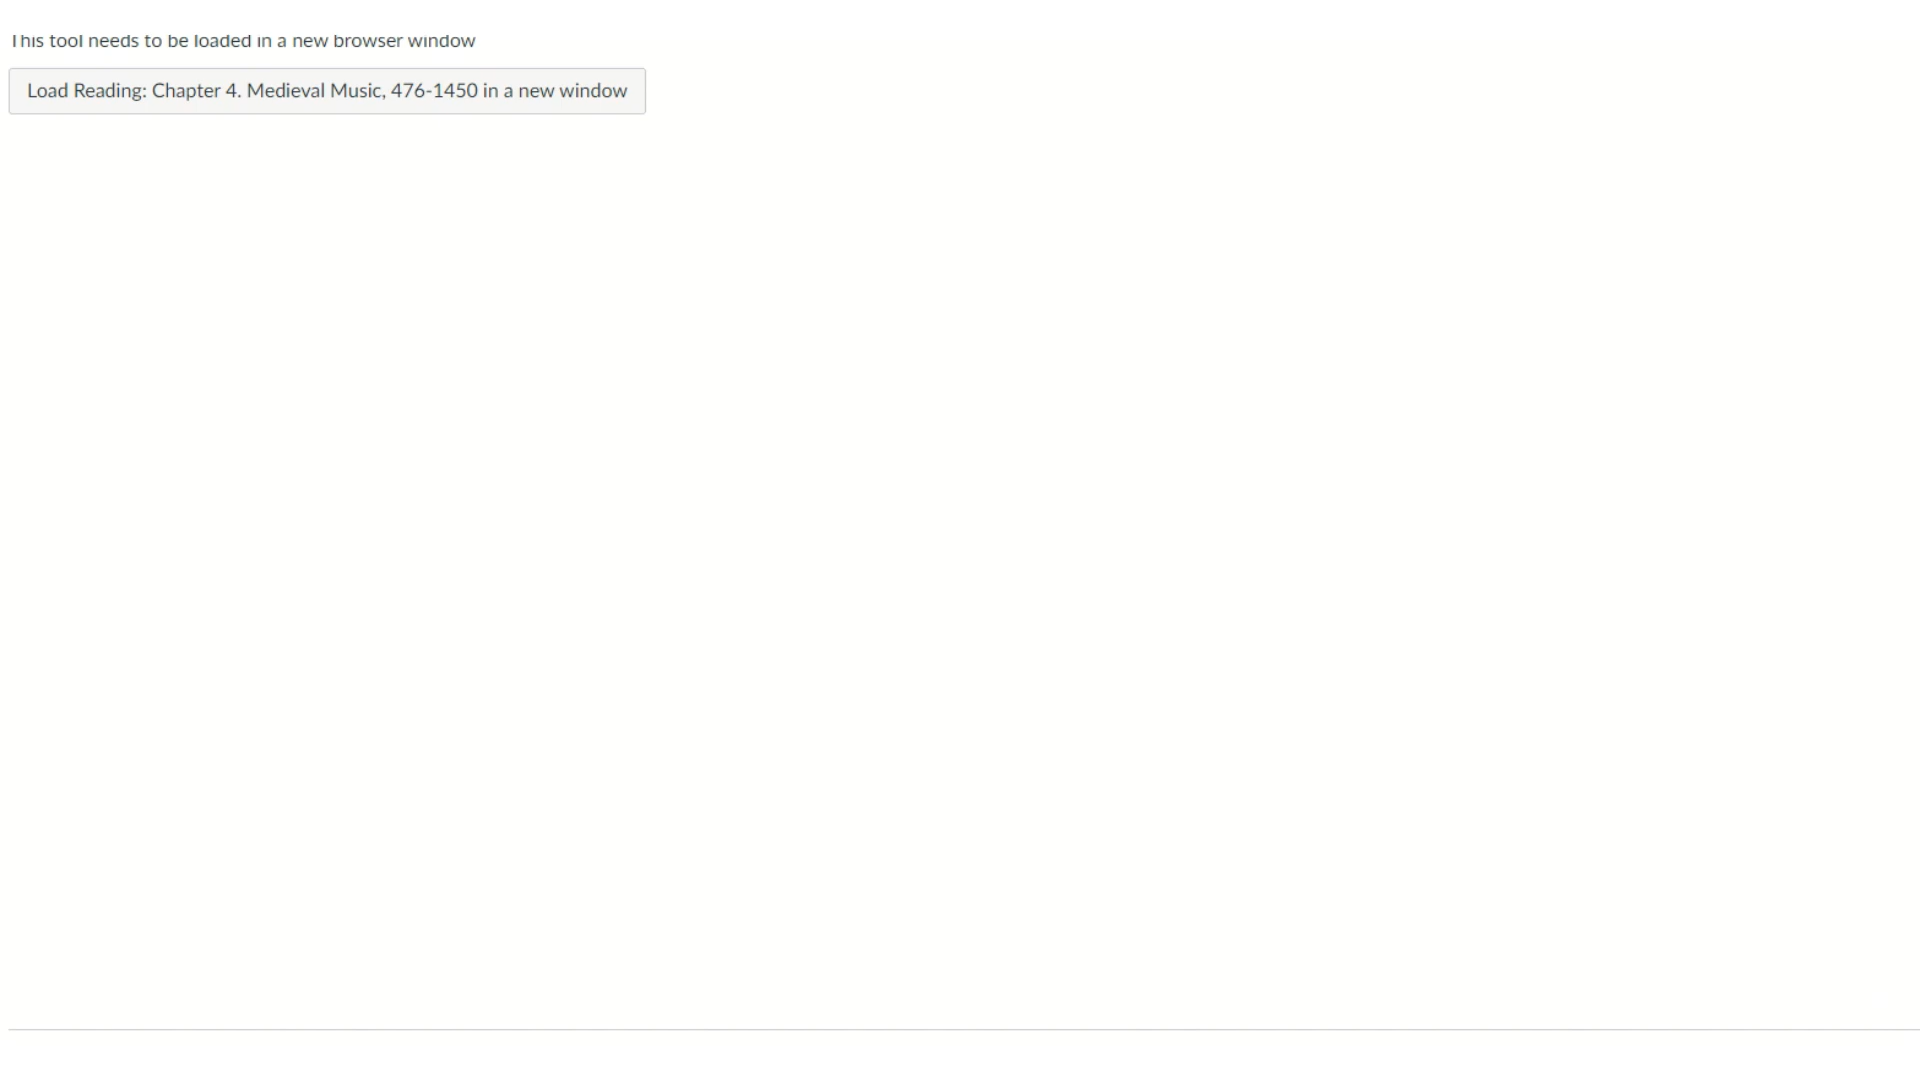 This tool needs to be loaded in a new browser window
Load Reading: Chapter 4. Medieval Music, 476-1450 in a new window